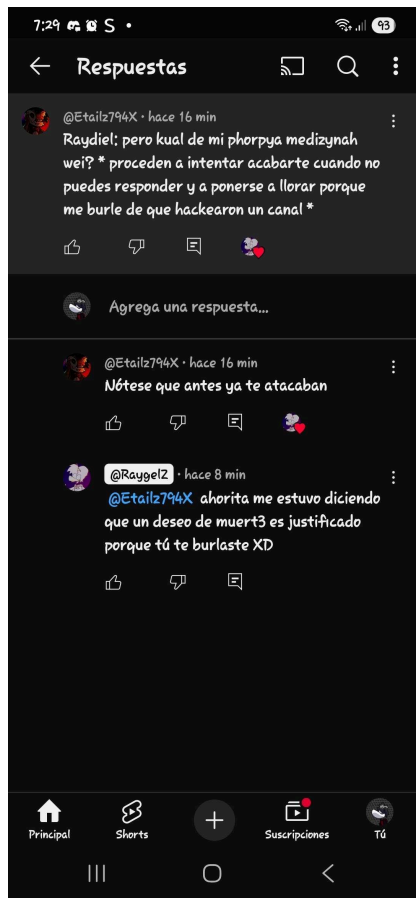 7:29 S •
93
Respuestas
@Etailz794X • hace 16 min
Raydiel: pero kual de mi phorpya medizynah
wei? * proceden a intentar acabarte cuando no
puedes responder y a ponerse a llorar porque
me burle de que hackearon un canal *
Agrega una respuesta...
@Etailz794X • hace 16 min
Nótese que antes ya te atacaban
@RaygelZ • hace 8 min
@Etailz794X ahorita me estuvo diciendo
que un deseo de muert3 es justificado
porque tú te burlaste XD
Principal
Shorts
Suscripciones
Tú